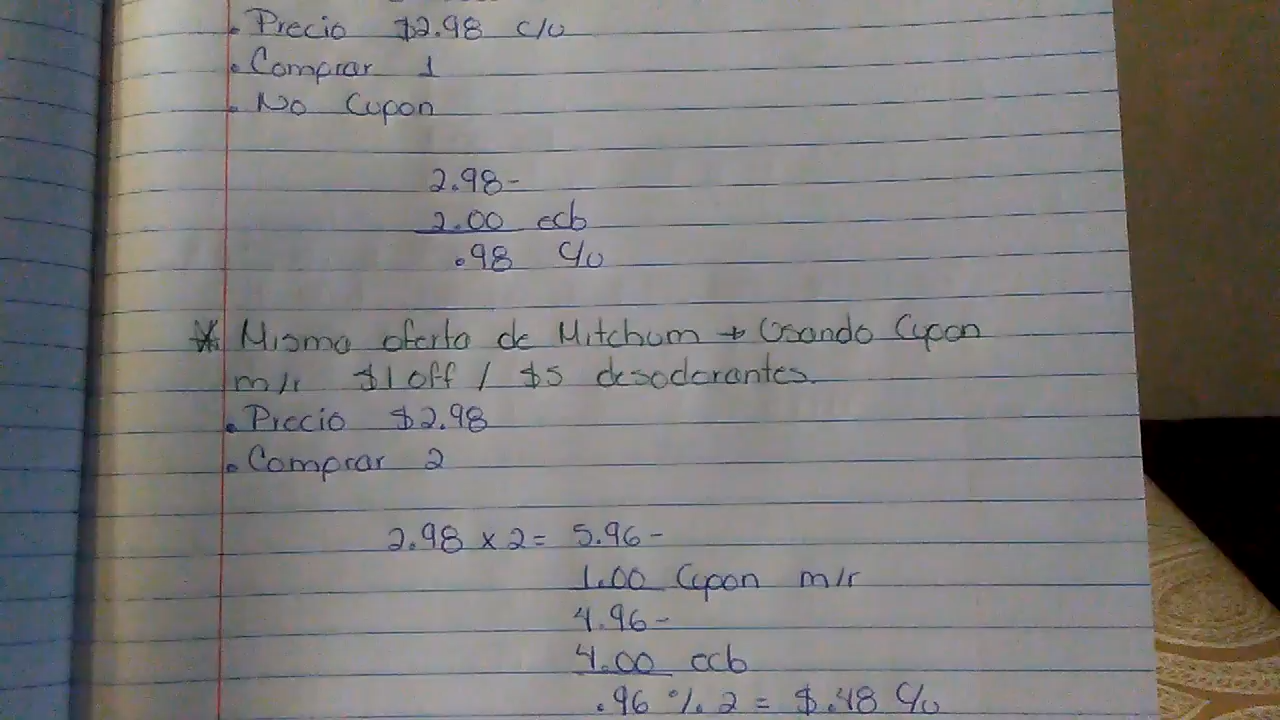 • Precio $2.98 c/u
• Comprar 1
• No Cupon
2.98-
2.00 ecb
.98 c/u
* Misma oferta de Mitchum + Usando Cupon
m/r $1 off / $5 desodorantes.
• Precio $2.98
• Comprar 2
2.98 x 2 = 5.96-
1.00 Cupon m/r
4.96-
4.00 ecb
.96 % 2 = $.48 c/u